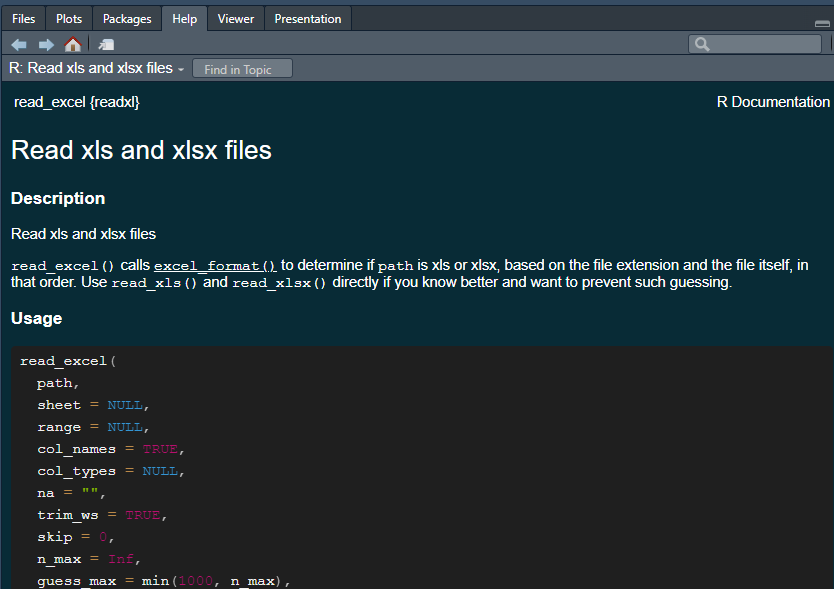 Files Plots Packages Help Viewer Presentation
R: Read xls and xlsx files Find in Topic
read_excel {readxl} R Documentation
Read xls and xlsx files
Description
Read xls and xlsx files
read_excel() calls excel_format() to determine if path is xls or xlsx, based on the file extension and the file itself, in
that order. Use read_xls() and read_xlsx() directly if you know better and want to prevent such guessing.
Usage
read_excel(
path,
sheet = NULL,
range = NULL,
col_names = TRUE,
col_types = NULL,
na = "",
trim_ws = TRUE,
skip = 0,
n_max = Inf,
guess_max = min(1000, n_max),